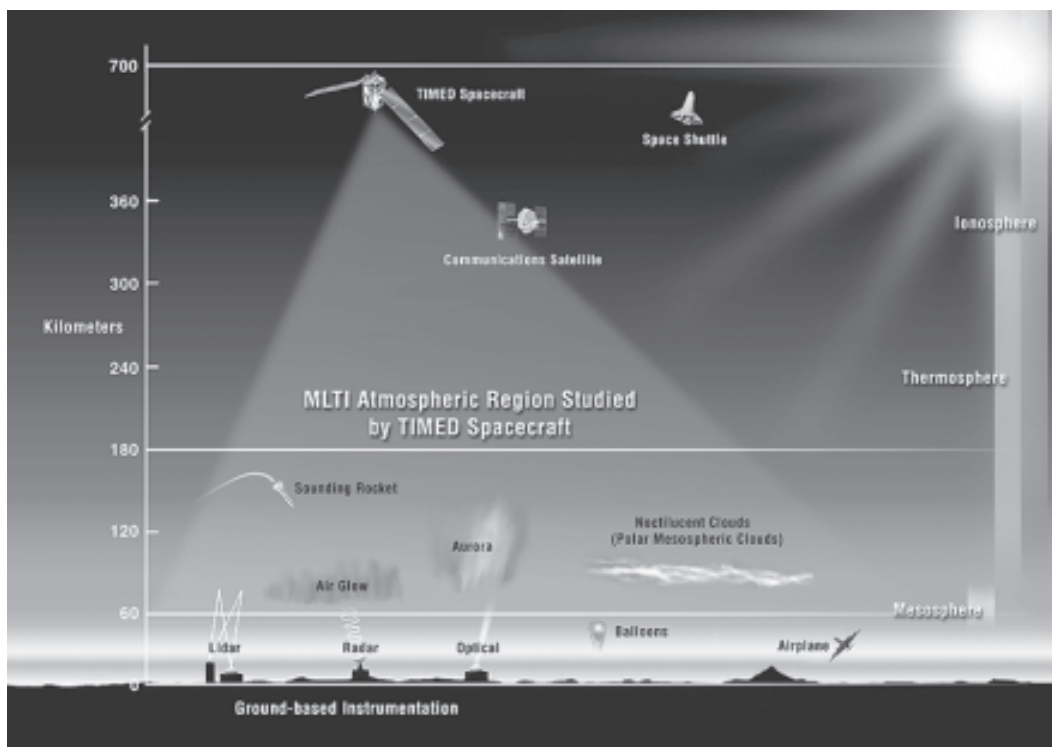 700
TIMED Spacecraft
Space Shuttle
360
Ionosphere
Communications Satellite
300
Kilometers
240
Thermosphere
MLTI Atmospheric Region Studied
by TIMED Spacecraft
180
Sounding Rocket
Noctilucent Clouds
(Polar Mesospheric Clouds)
120
Aurora
Air Glow
60
Mesosphere
Balloons
Lidar
Radar
Optical
Airplane
0
Ground-based Instrumentation